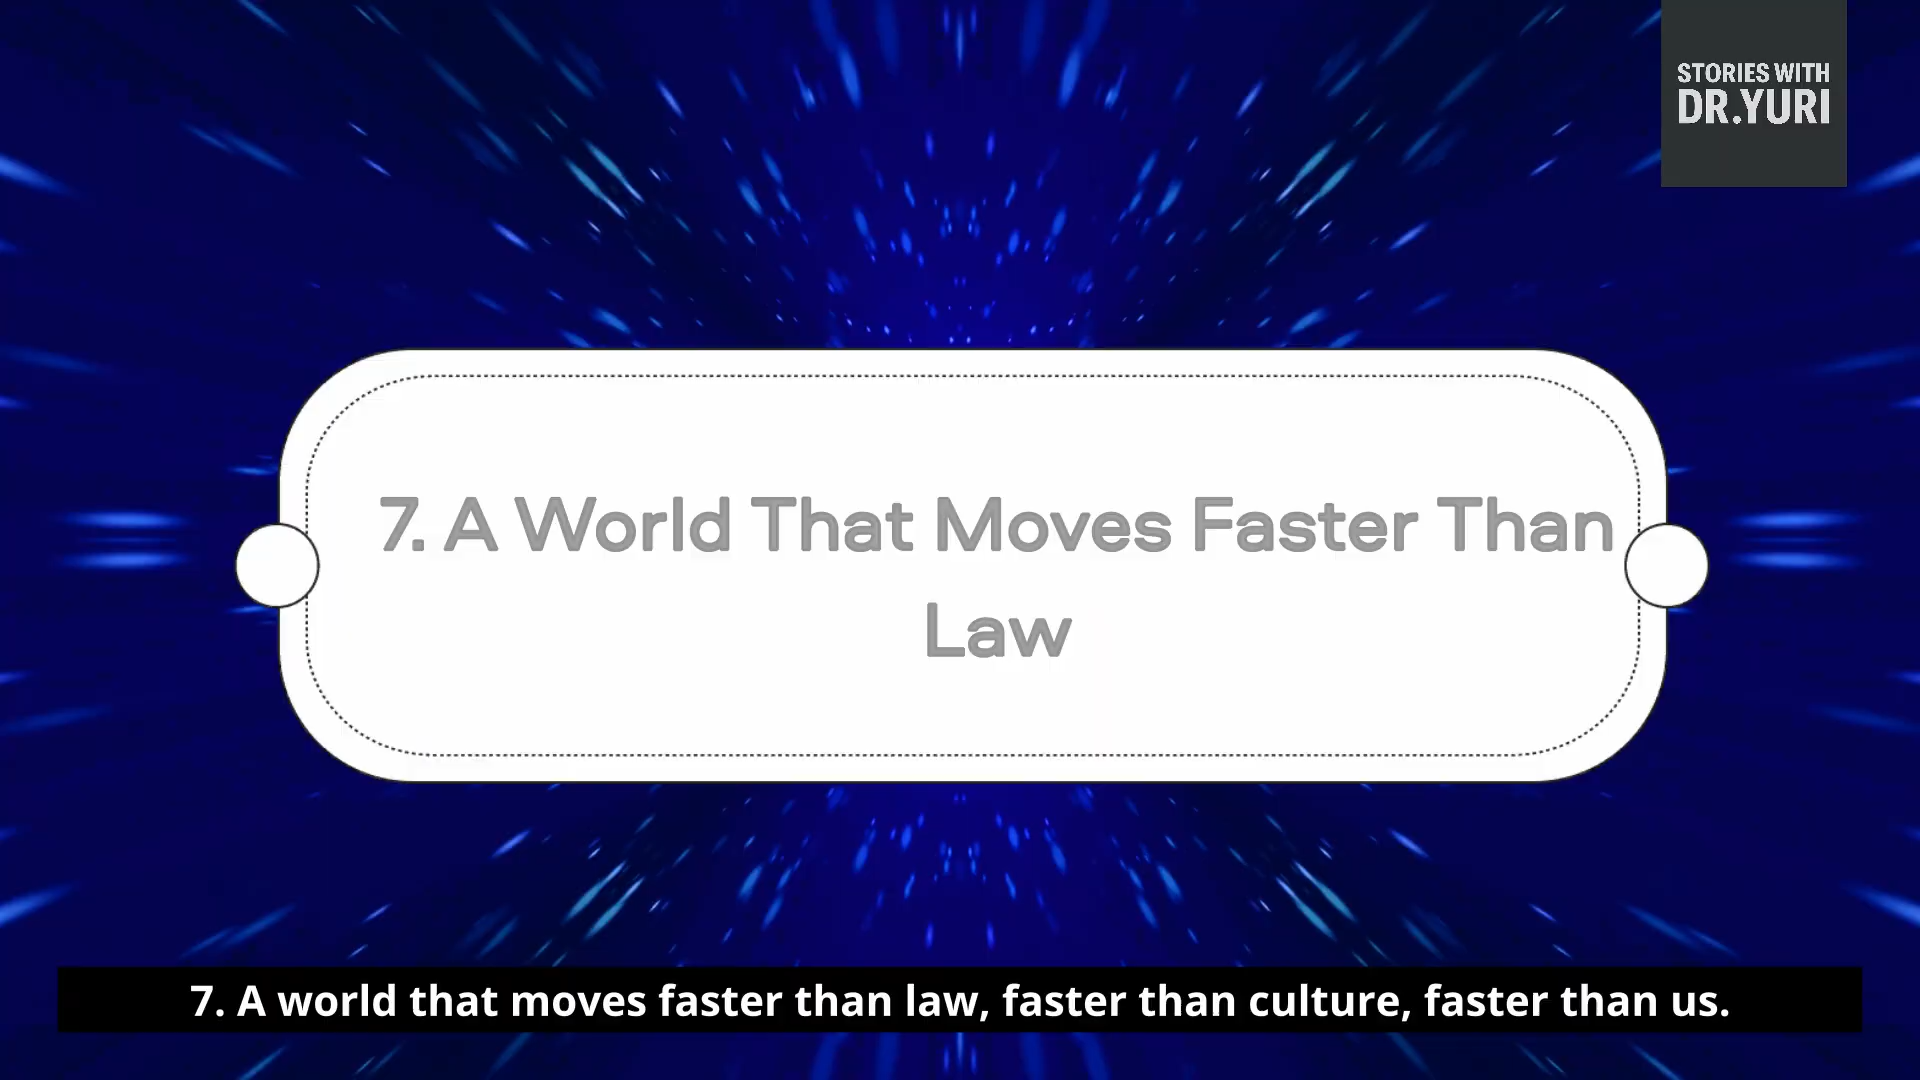 STORIES WITH
DR.YURI
7. A World That Moves Faster Than
Law
7. A world that moves faster than law, faster than culture, faster than us.